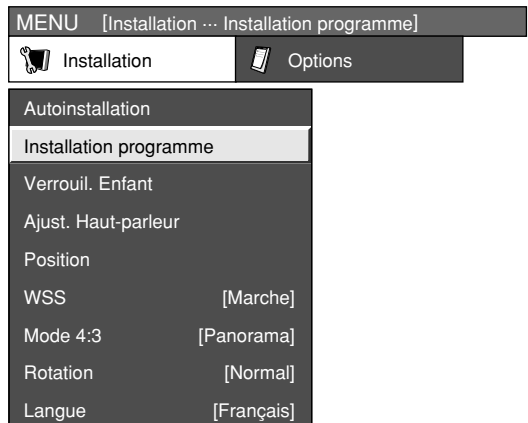 MENU [Installation ··· Installation programme]
Installation Options
Autoinstallation
Installation programme
Verrouil. Enfant
Ajust. Haut-parleur
Position
WSS [Marche]
Mode 4:3 [Panorama]
Rotation [Normal]
Langue [Français]